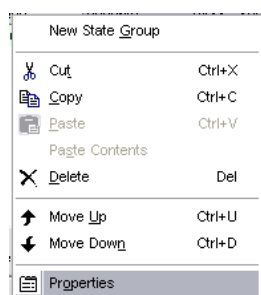 New State Group
Cut Ctrl+X
Copy Ctrl+C
Paste Ctrl+V
Paste Contents
Delete Del
Move Up Ctrl+U
Move Down Ctrl+D
Properties